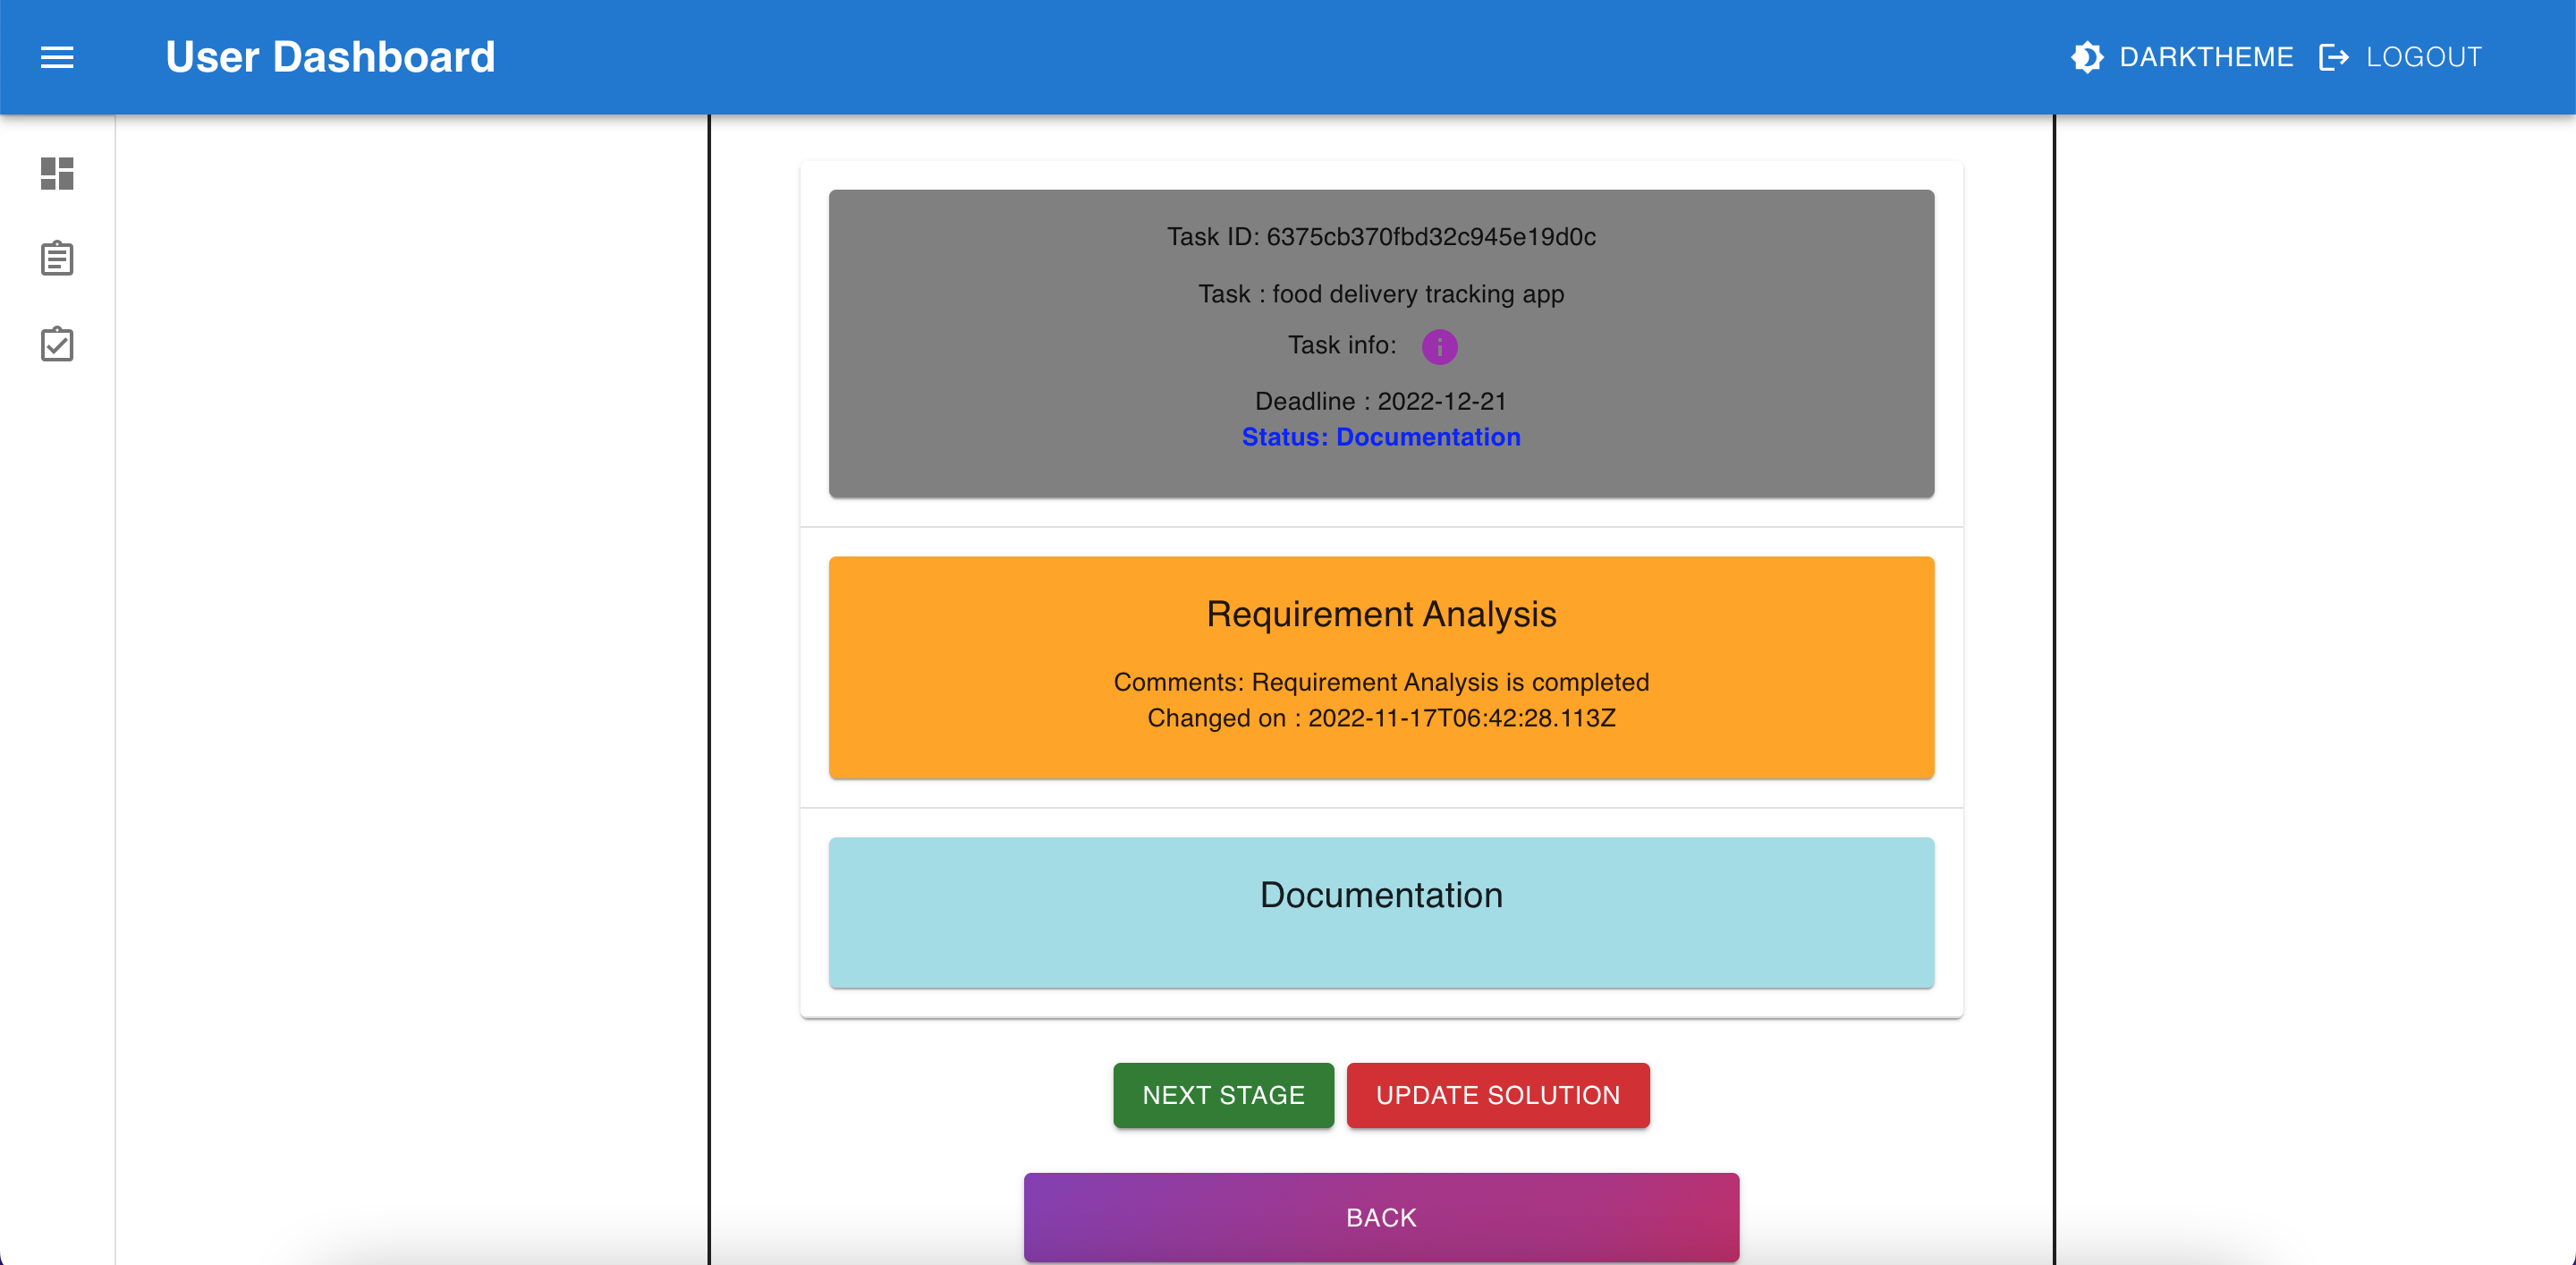 User Dashboard
DARKTHEME
LOGOUT
Task ID: 6375cb370fbd32c945e19d0c
Task : food delivery tracking app
Task info:
Deadline : 2022-12-21
Status: Documentation
Requirement Analysis
Comments: Requirement Analysis is completed
Changed on : 2022-11-17T06:42:28.113Z
Documentation
NEXT STAGE
UPDATE SOLUTION
BACK